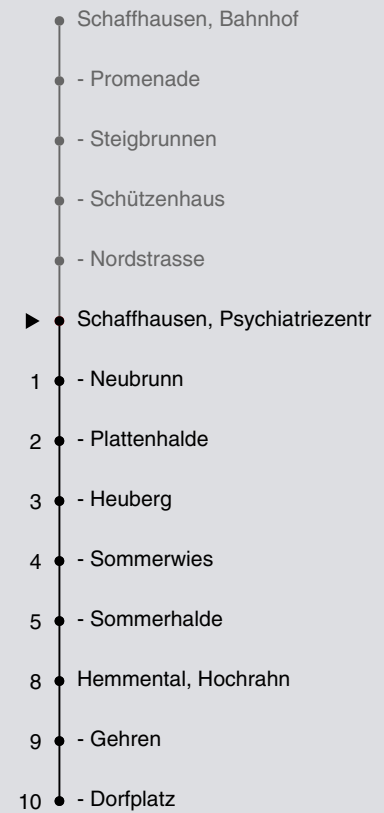 Schaffhausen, Bahnhof
- Promenade
- Steigbrunnen
- Schützenhaus
- Nordstrasse
Schaffhausen, Psychiatriezentr
1 - Neubrunn
2 - Plattenhalde
3 - Heuberg
4 - Sommerwies
5 - Sommerhalde
8 Hemmental, Hochrahn
9 - Gehren
10 - Dorfplatz